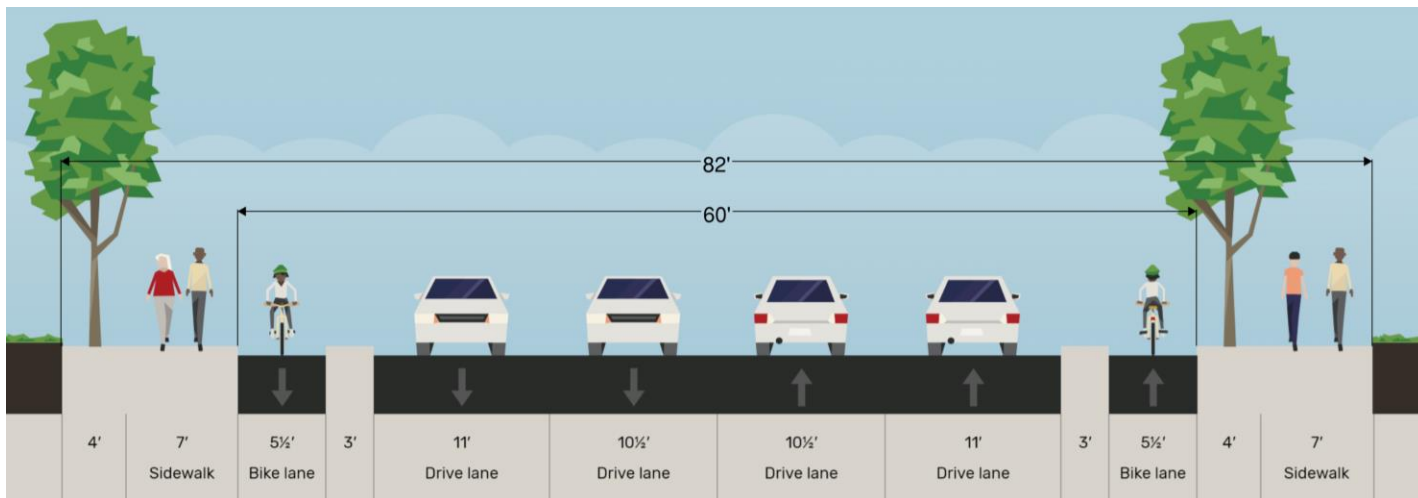 82'
60'
4' 7' 5½' 3' 11' 10½' 10½' 11' 3' 5½' 4' 7'
Sidewalk Bike lane Drive lane Drive lane Drive lane Drive lane Bike lane Sidewalk